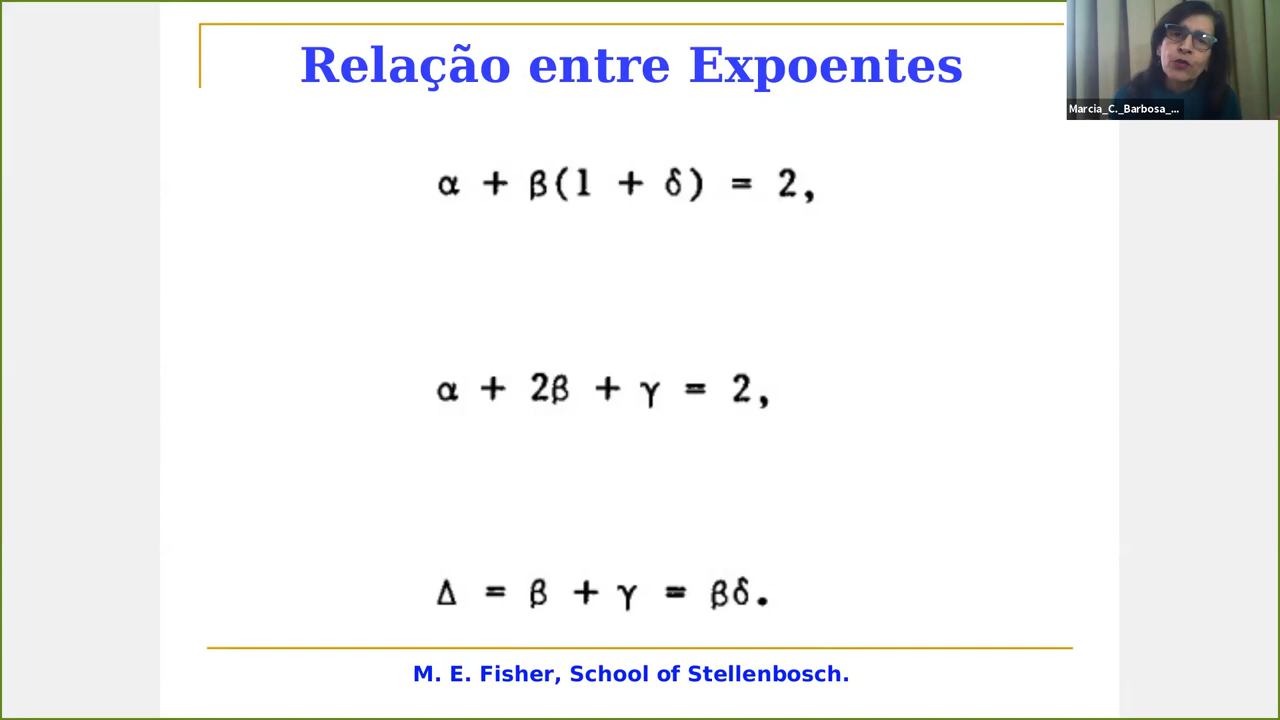 Relação entre Expoentes
Marcia_C._Barbosa_...
α + β(1 + δ) = 2,
α + 2β + γ = 2,
Δ = β + γ = βδ.
M. E. Fisher, School of Stellenbosch.